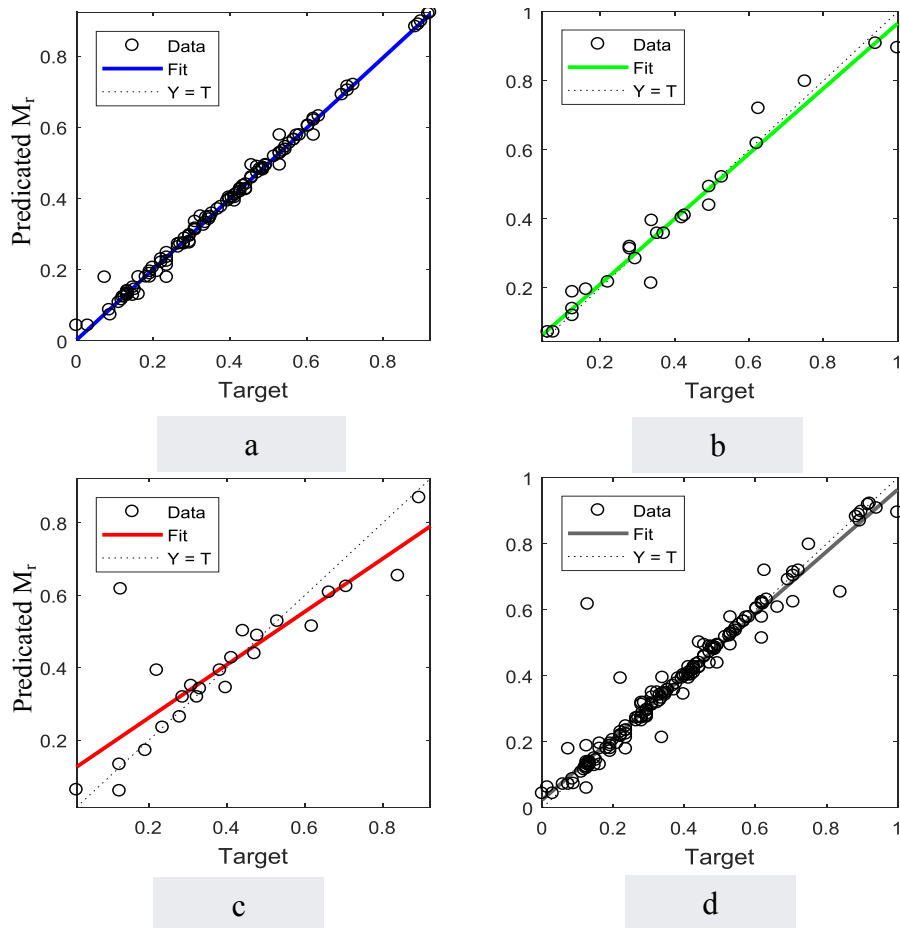 Predicated Mr
0.8
0.6
0.4
0.2
0
Data
Fit
Y = T
0 0.2 0.4 0.6 0.8
Target
a
1
0.8
0.6
0.4
0.2
Data
Fit
Y = T
0.2 0.4 0.6 0.8 1
Target
b
Predicated Mr
0.8
0.6
0.4
0.2
Data
Fit
Y = T
0.2 0.4 0.6 0.8
Target
c
1
0.8
0.6
0.4
0.2
0
Data
Fit
Y = T
0 0.2 0.4 0.6 0.8 1
Target
d